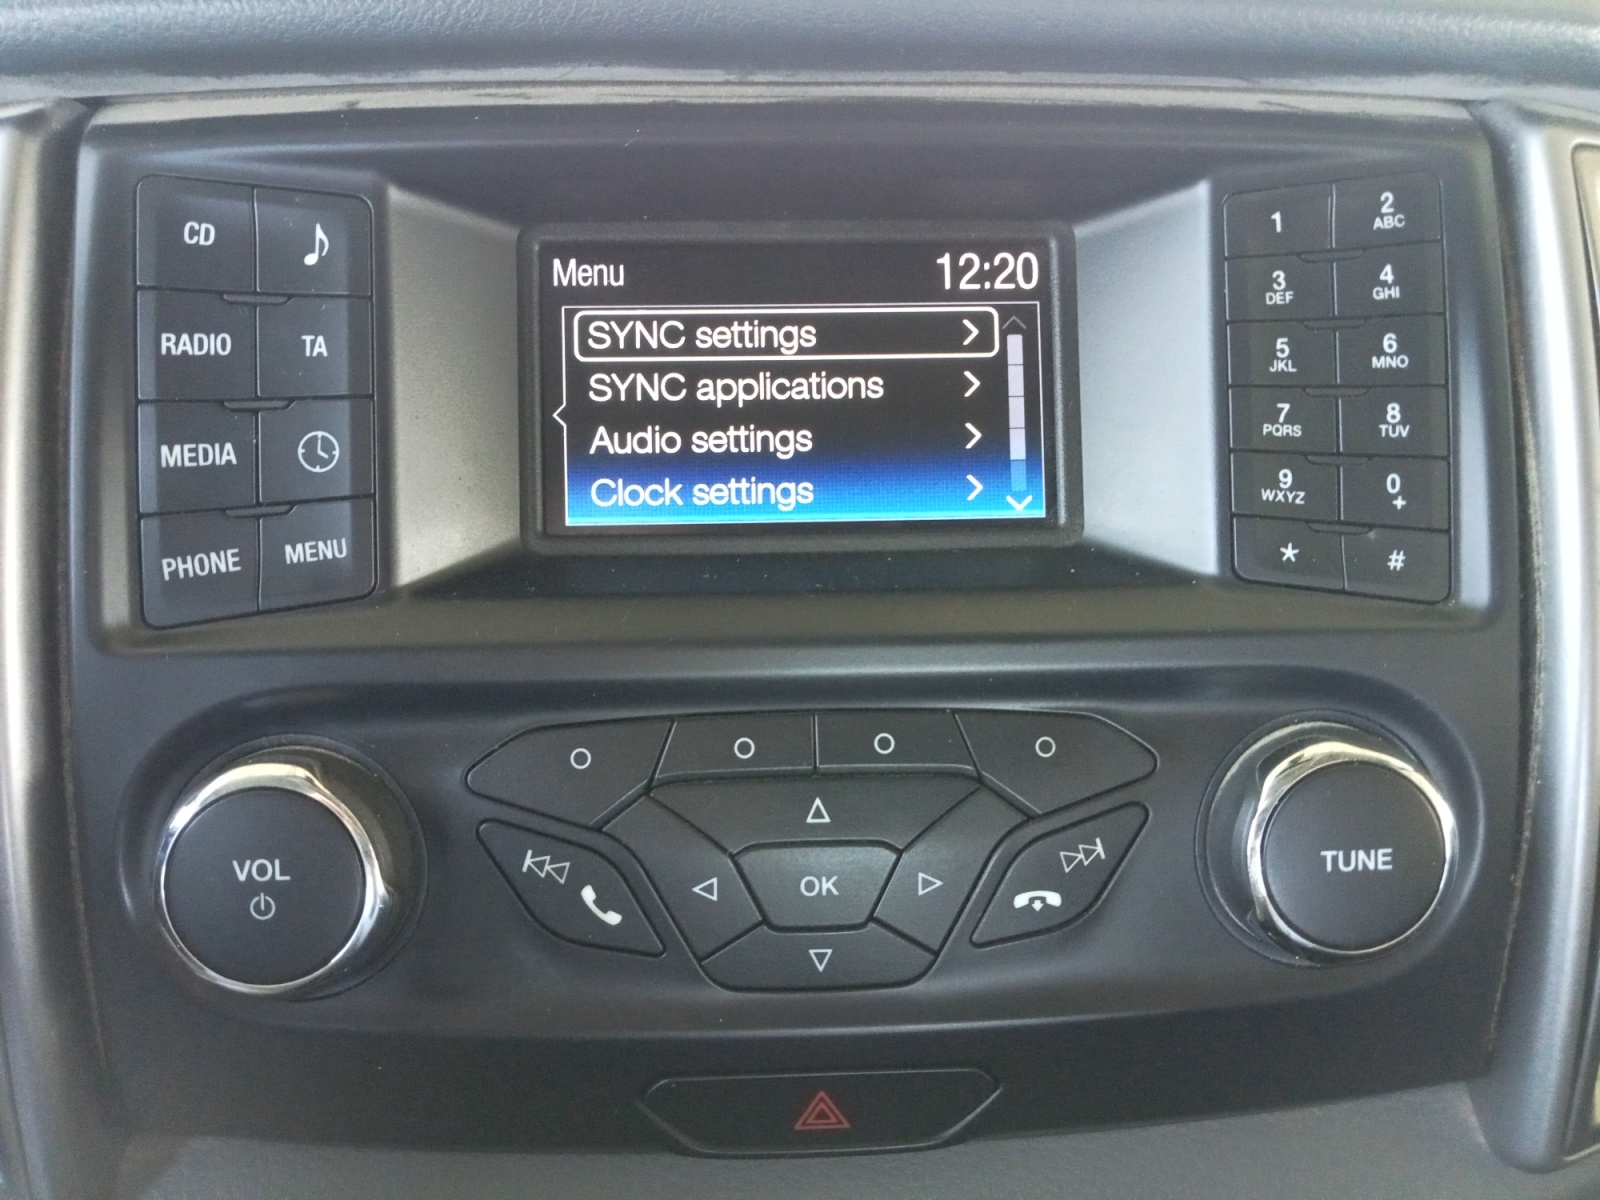 Menu 12:20
SYNC settings
SYNC applications
Audio settings
Clock settings
CD
RADIO TA
MEDIA
PHONE MENU
1 2 ABC
3 DEF 4 GHI
5 JKL 6 MNO
7 PQRS 8 TUV
9 WXYZ 0 +
* #
VOL
OK
TUNE